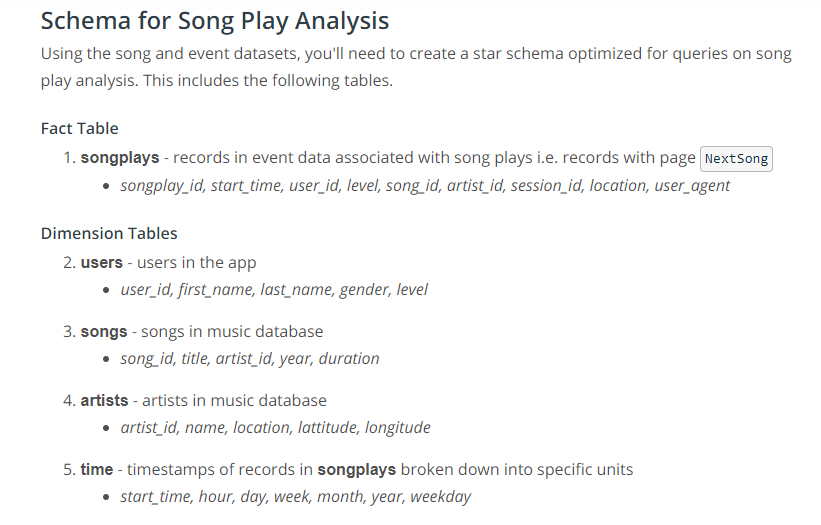 Schema for Song Play Analysis
Using the song and event datasets, you'll need to create a star schema optimized for queries on song
play analysis. This includes the following tables.
Fact Table
1. songplays - records in event data associated with song plays i.e. records with page NextSong
• songplay_id, start_time, user_id, level, song_id, artist_id, session_id, location, user_agent
Dimension Tables
2. users - users in the app
• user_id, first_name, last_name, gender, level
3. songs - songs in music database
• song_id, title, artist_id, year, duration
4. artists - artists in music database
• artist_id, name, location, lattitude, longitude
5. time - timestamps of records in songplays broken down into specific units
• start_time, hour, day, week, month, year, weekday